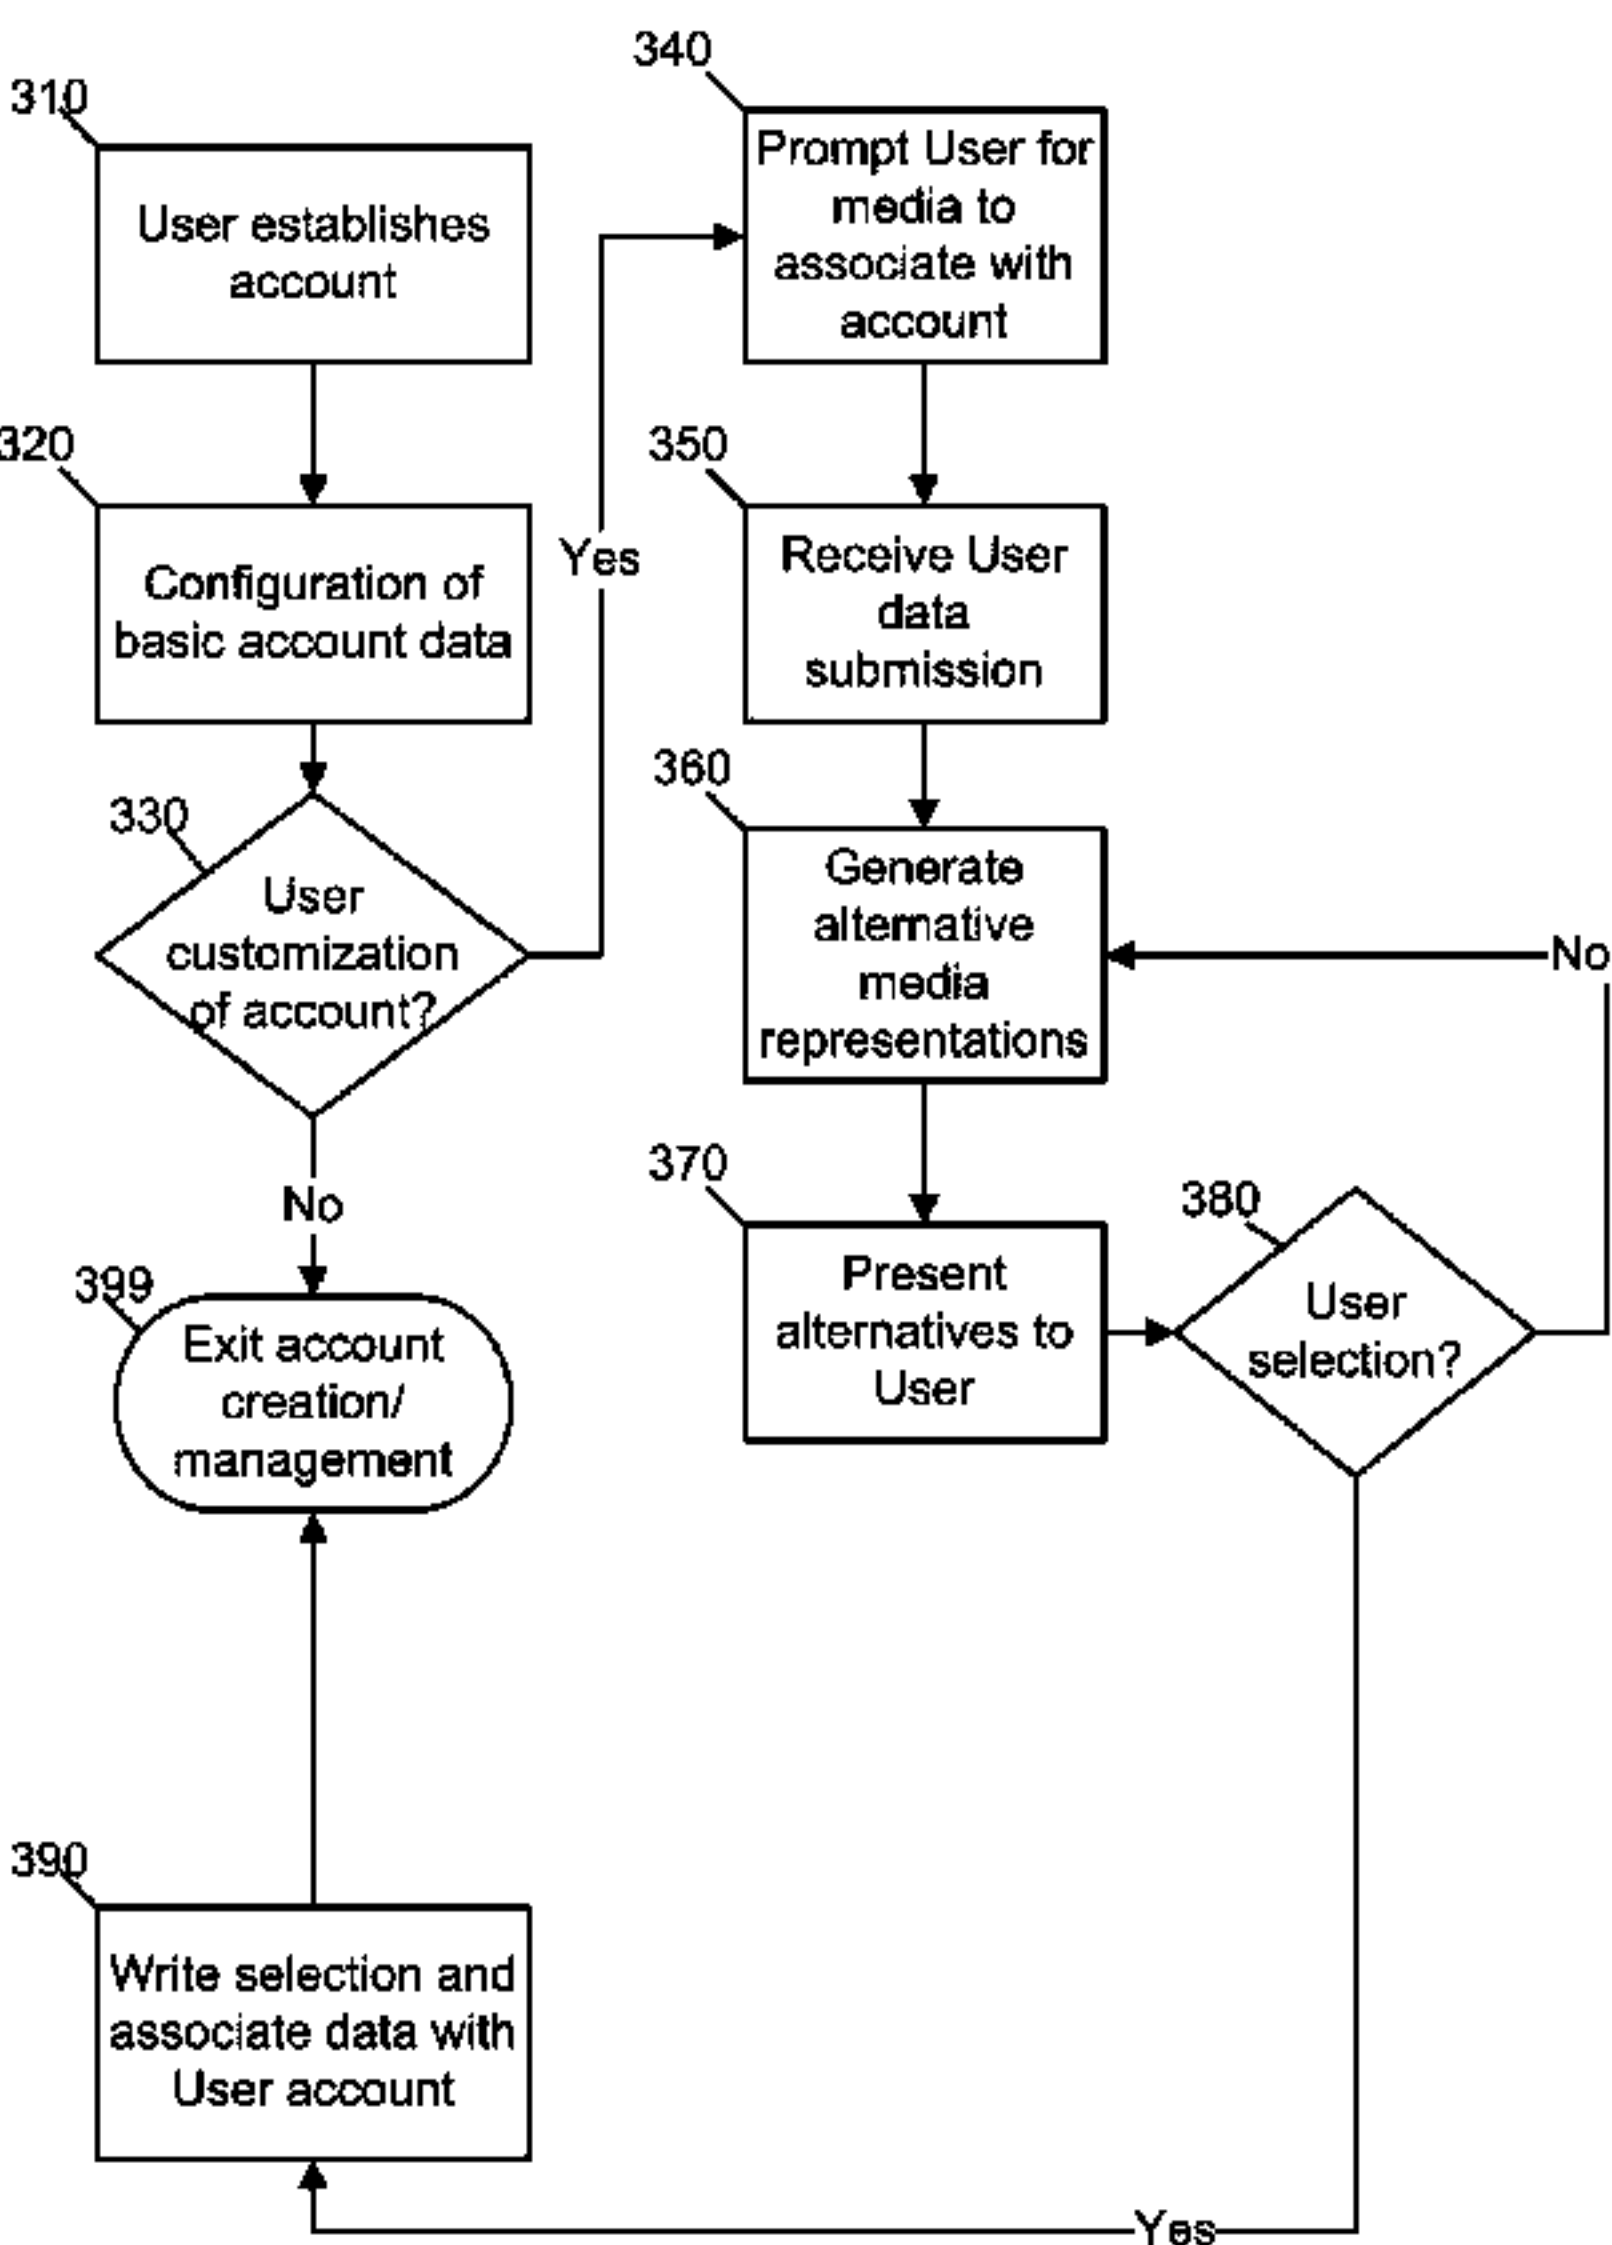 310
User establishes
account
320
Configuration of
basic account data
330
User
customization
of account?
Yes
No
399
Exit account
creation/
management
340
Prompt User for
media to
associate with
account
350
Receive User
data
submission
360
Generate
alternative
media
representations
370
Present
alternatives to
User
380
User
selection?
No
Yes
390
Write selection and
associate data with
User account